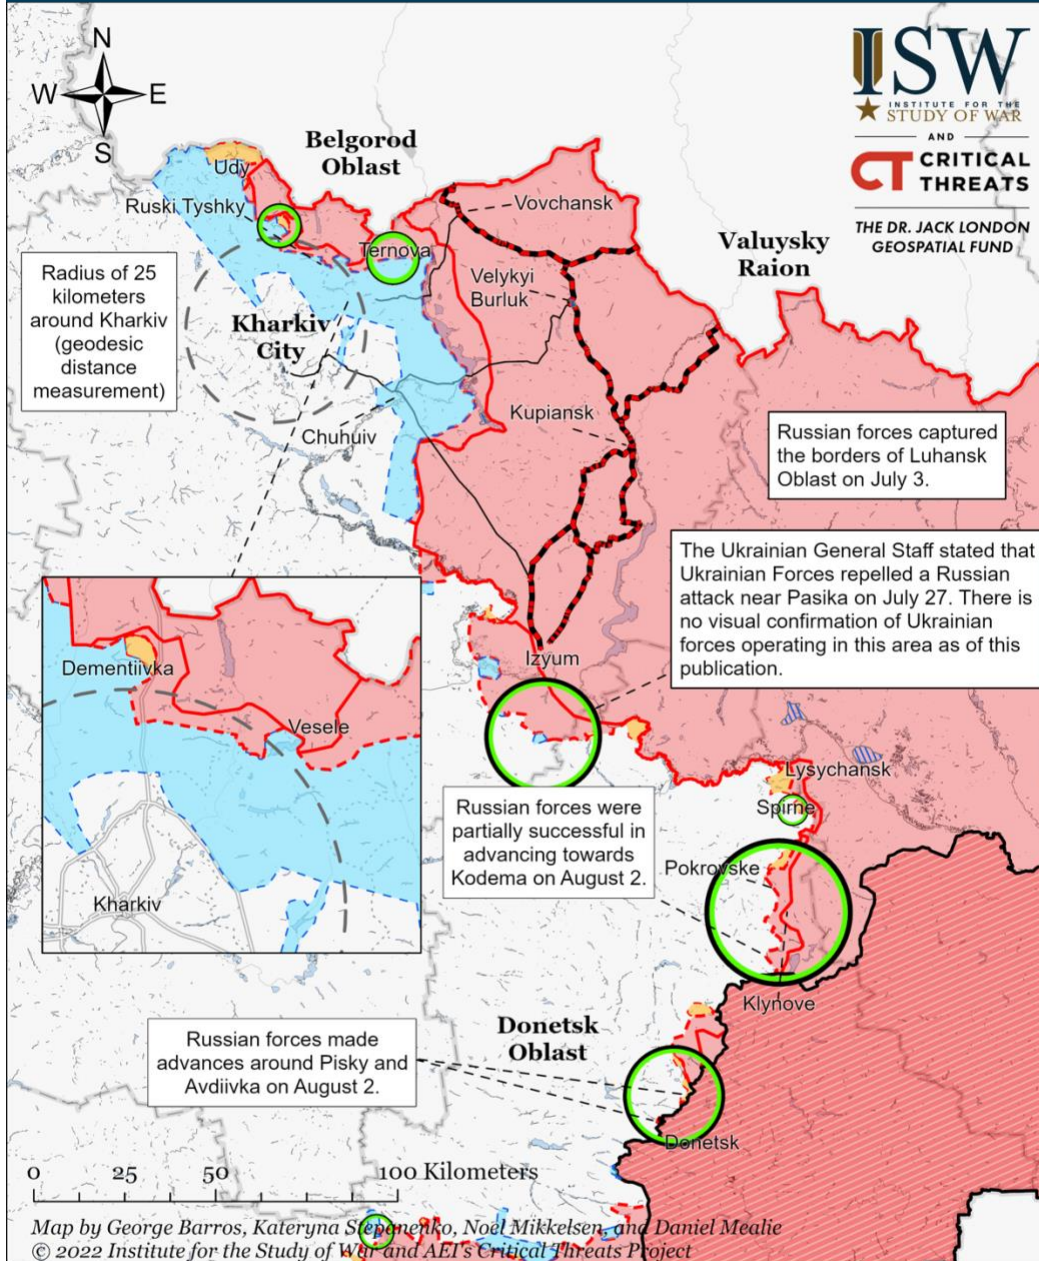 N
W E
S
ISW
INSTITUTE FOR THE
STUDY OF WAR
AND
CT CRITICAL
THREATS
THE DR. JACK LONDON
GEOSPATIAL FUND
Belgorod
Oblast
Udy
Ruski Tyshky
Ternova
Vovchansk
Valuysky
Raion
Velykyi
Burluk
Radius of 25
kilometers
around Kharkiv
(geodesic
distance
measurement)
Kharkiv
City
Chuhuiv
Kupiansk
Russian forces captured
the borders of Luhansk
Oblast on July 3.
The Ukrainian General Staff stated that
Ukrainian Forces repelled a Russian
attack near Pasika on July 27. There is
no visual confirmation of Ukrainian
forces operating in this area as of this
publication.
Dementiivka
Vesele
Kharkiv
Izyum
Lysychansk
Spirne
Russian forces were
partially successful in
advancing towards
Kodema on August 2.
Pokrovske
Klynove
Donetsk
Oblast
Russian forces made
advances around Pisky and
Avdiivka on August 2.
Donetsk
0 25 50 100 Kilometers
Map by George Barros, Kateryna Stepanenko, Noel Mikkelsen, and Daniel Mealie
© 2022 Institute for the Study of War and AEI's Critical Threats Project